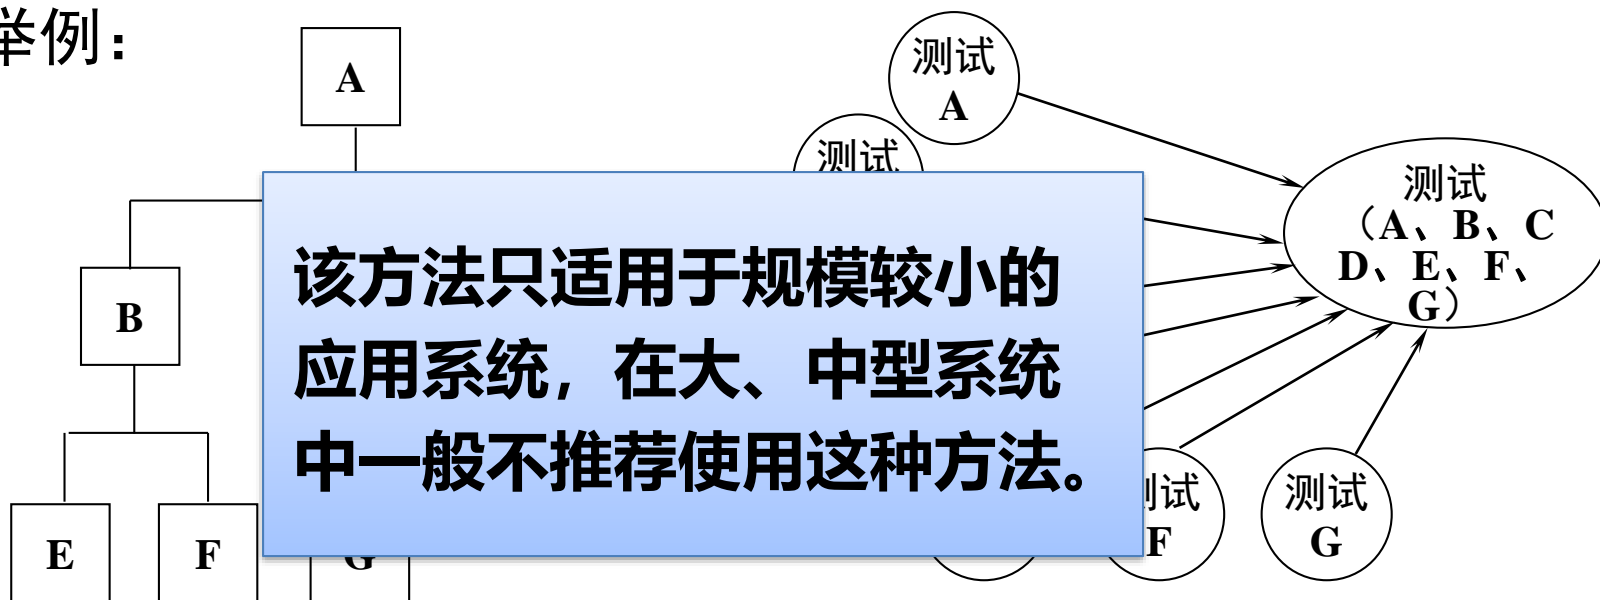 举例：
A
B
E
F
G
该方法只适用于规模较小的
应用系统，在大、中型系统
中一般不推荐使用这种方法。
测试
A
测试
测试
（A、B、C
D、E、F、
G）
试
F
测试
G